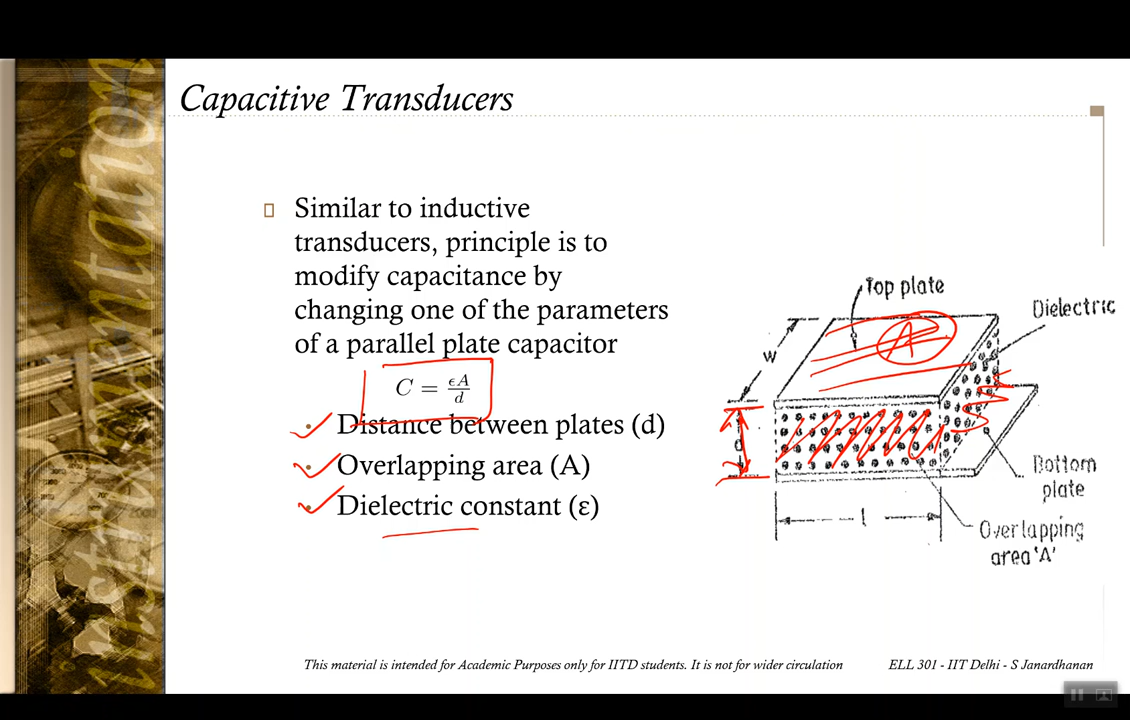 Capacitive Transducers
Similar to inductive
transducers, principle is to
modify capacitance by
changing one of the parameters
of a parallel plate capacitor
C = ϵA/d
Distance between plates (d)
Overlapping area (A)
Dielectric constant (ε)
Top plate
Dielectric
A
w
d
Bottom
plate
l
Overlapping
area 'A'
This material is intended for Academic Purposes only for IITD students. It is not for wider circulation
ELL 301 - IIT Delhi - S Janardhanan